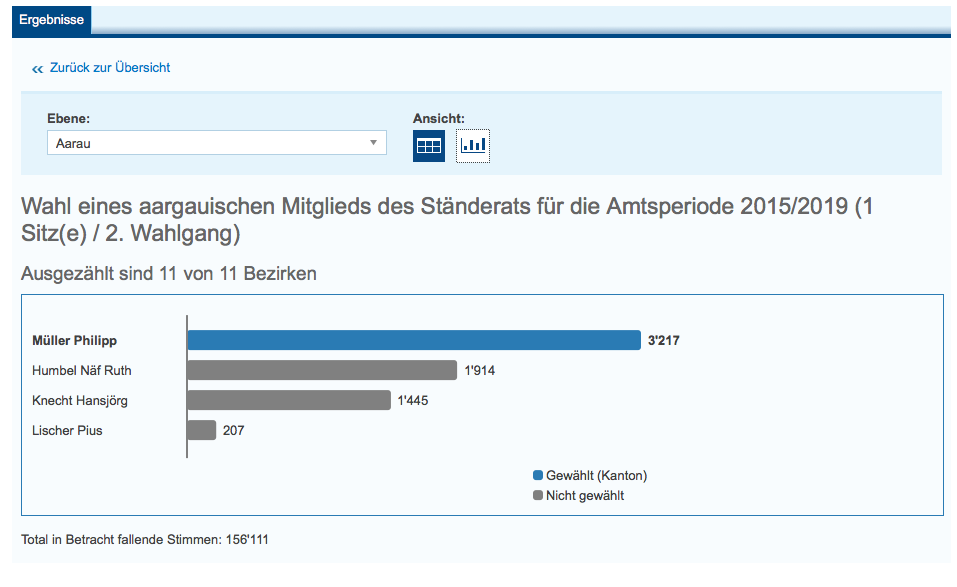 Ergebnisse
« Zurück zur Übersicht
Ebene: Ansicht:
Aarau
Wahl eines aargauischen Mitglieds des Ständerats für die Amtsperiode 2015/2019 (1
Sitz(e) / 2. Wahlgang)
Ausgezählt sind 11 von 11 Bezirken
Müller Philipp 3'217
Humbel Näf Ruth 1'914
Knecht Hansjörg 1'445
Lischer Pius 207
Gewählt (Kanton)
Nicht gewählt
Total in Betracht fallende Stimmen: 156'111